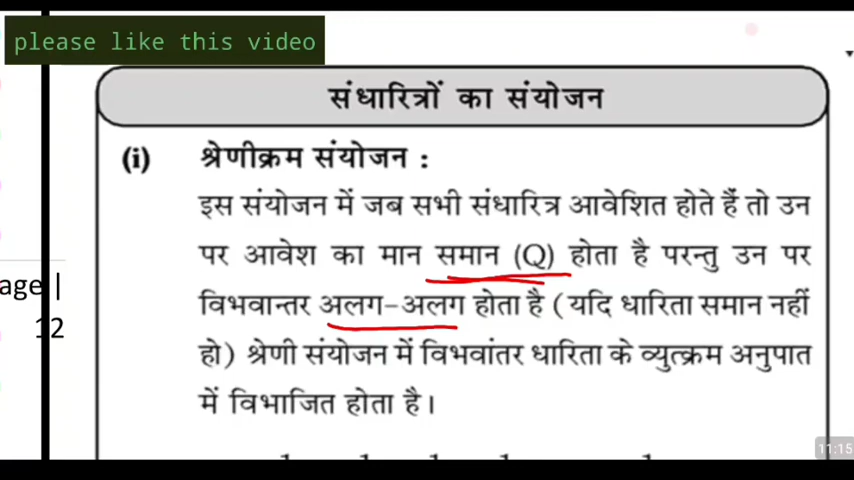 please like this video
संधारित्रों का संयोजन
(i) श्रेणीक्रम संयोजन :
इस संयोजन में जब सभी संधारित्र आवेशित होते हैं तो उन
पर आवेश का मान समान (Q) होता है परन्तु उन पर
विभवान्तर अलग-अलग होता है (यदि धारिता समान नहीं
हो) श्रेणी संयोजन में विभवांतर धारिता के व्युत्क्रम अनुपात
में विभाजित होता है।
age |
12
11:15